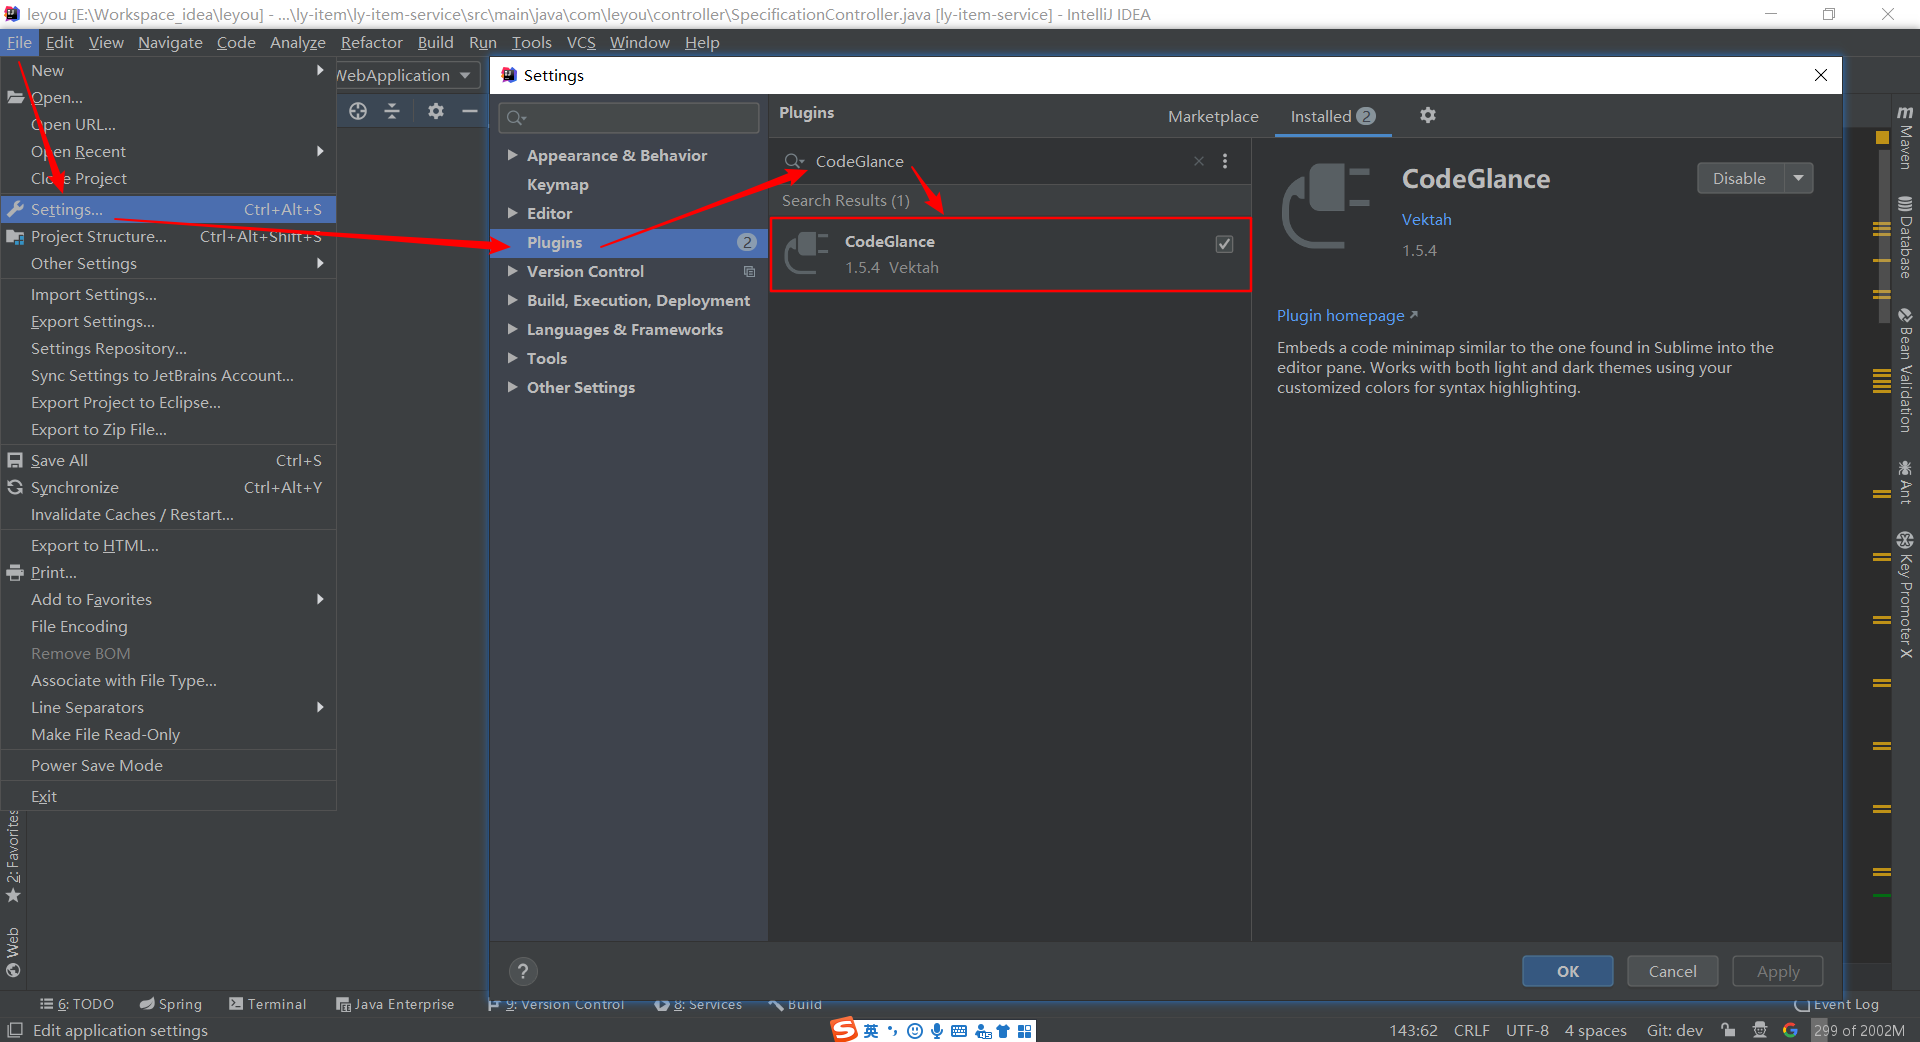 leyou [E:\Workspace_idea\leyou] - ...\ly-item\ly-item-service\src\main\java\com\leyou\controller\SpecificationController.java [ly-item-service] - IntelliJ IDEA
File Edit View Navigate Code Analyze Refactor Build Run Tools VCS Window Help
New
Open...
Open URL...
Open Recent
Close Project
Settings... Ctrl+Alt+S
Project Structure... Ctrl+Alt+Shift+S
Other Settings
Import Settings...
Export Settings...
Settings Repository...
Sync Settings to JetBrains Account...
Export Project to Eclipse...
Export to Zip File...
Save All Ctrl+S
Synchronize Ctrl+Alt+Y
Invalidate Caches / Restart...
Export to HTML...
Print...
Add to Favorites
File Encoding
Remove BOM
Associate with File Type...
Line Separators
Make File Read-Only
Power Save Mode
Exit
WebApplication
Settings
Appearance & Behavior
Keymap
Editor
Plugins 2
Version Control
Build, Execution, Deployment
Languages & Frameworks
Tools
Other Settings
Plugins
Marketplace
Installed 2
CodeGlance
Search Results (1)
CodeGlance
1.5.4 Vektah
CodeGlance
Vektah
1.5.4
Disable
Plugin homepage
Embeds a code minimap similar to the one found in Sublime into the
editor pane. Works with both light and dark themes using your
customized colors for syntax highlighting.
?
OK
Cancel
Apply
m Maven
Database
Bean Validation
Ant
Key Promoter X
2: Favorites
Web
6: TODO
Spring
Terminal
Java Enterprise
9: Version Control
8: Services
Build
Event Log
Edit application settings
S 英
143:62 CRLF UTF-8 4 spaces Git: dev
G
299 of 2002M